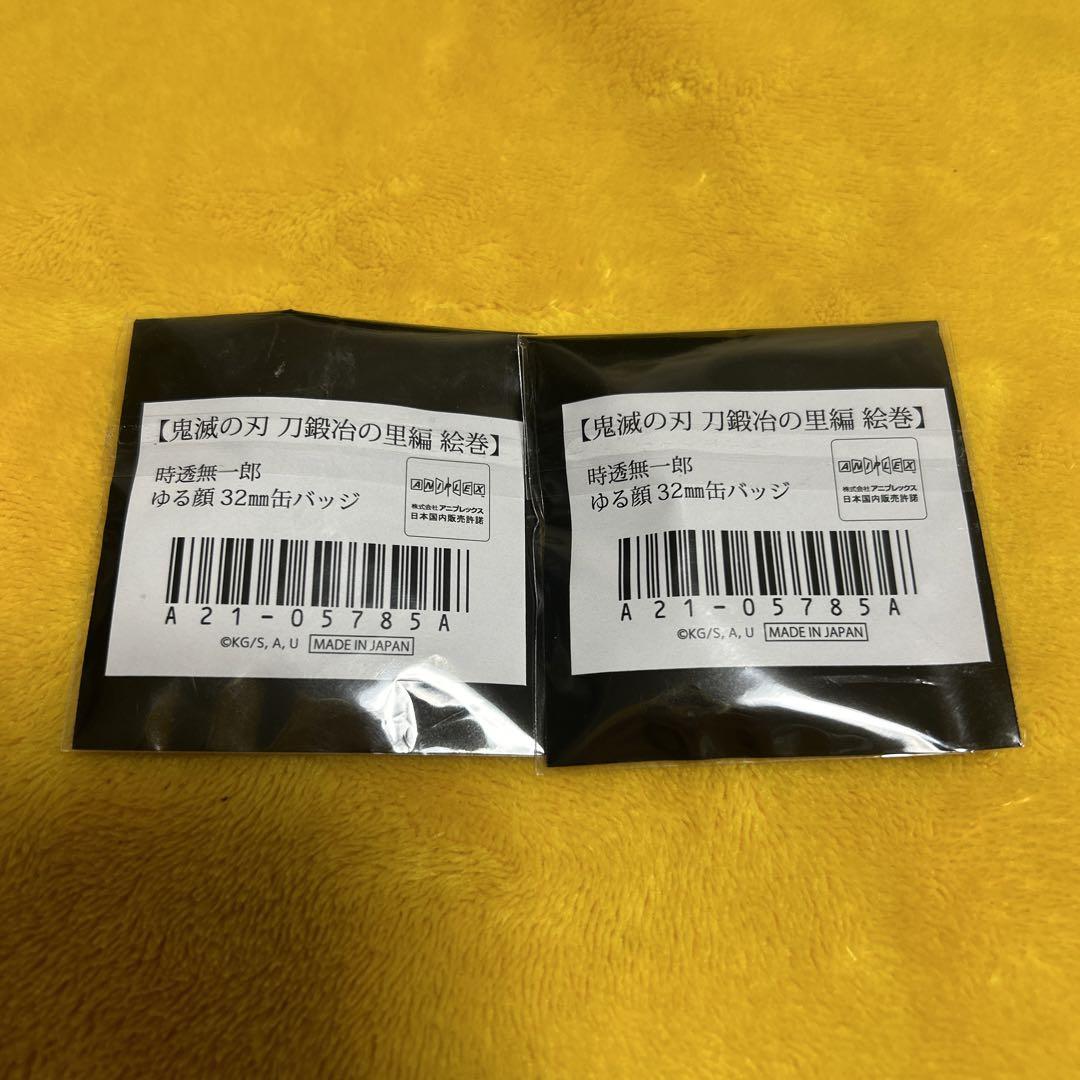 【鬼滅の刃 刀鍛冶の里編 絵巻】
時透無一郎
ゆる顔 32㎜缶バッジ
ANIPLEX
株式会社 アニプレックス
日本国内販売許諾
A21-05785A
©KG/S, A, U MADE IN JAPAN
【鬼滅の刃 刀鍛冶の里編 絵巻】
時透無一郎
ゆる顔 32㎜缶バッジ
ANIPLEX
株式会社 アニプレックス
日本国内販売許諾
A21-05785A
©KG/S, A, U MADE IN JAPAN